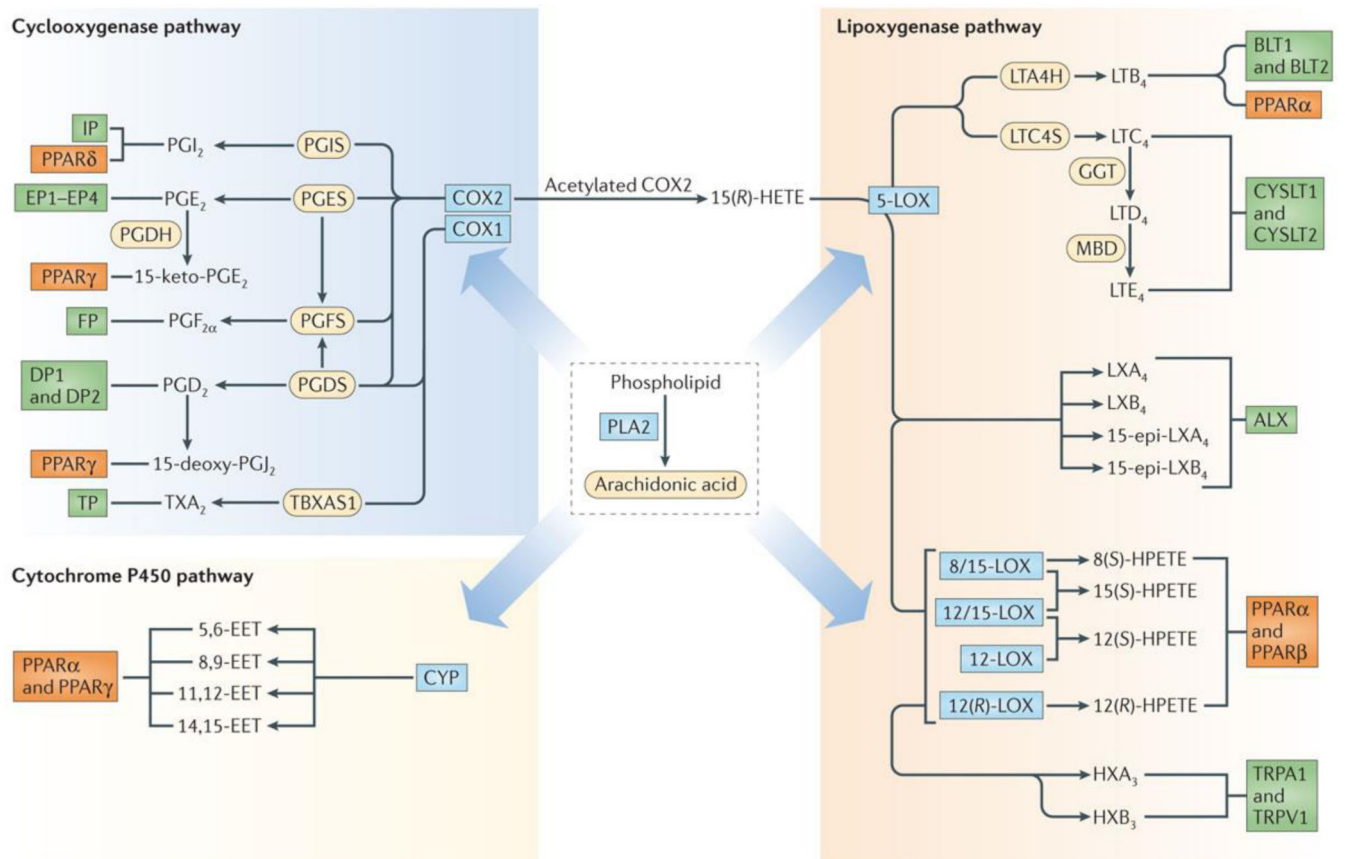 Cyclooxygenase pathway
IP
PPARδ
PGI₂
PGIS
EP1–EP4
PGE₂
PGES
PGDH
PPARγ
15-keto-PGE₂
FP
PGF₂α
PGFS
DP1
and DP2
PGD₂
PGDS
PPARγ
15-deoxy-PGJ₂
TP
TXA₂
TBXAS1
COX2
COX1
Acetylated COX2
15(R)-HETE
Phospholipid
PLA2
Arachidonic acid
Cytochrome P450 pathway
PPARα
and PPARγ
5,6-EET
8,9-EET
11,12-EET
14,15-EET
CYP
Lipoxygenase pathway
5-LOX
LTA4H
LTB₄
BLT1
and BLT2
PPARα
LTC4S
LTC₄
GGT
LTD₄
MBD
LTE₄
CYSLT1
and
CYSLT2
LXA₄
LXB₄
15-epi-LXA₄
15-epi-LXB₄
ALX
8/15-LOX
8(S)-HPETE
15(S)-HPETE
12/15-LOX
12(S)-HPETE
12-LOX
12(R)-LOX
12(R)-HPETE
PPARα
and
PPARβ
HXA₃
HXB₃
TRPA1
and
TRPV1